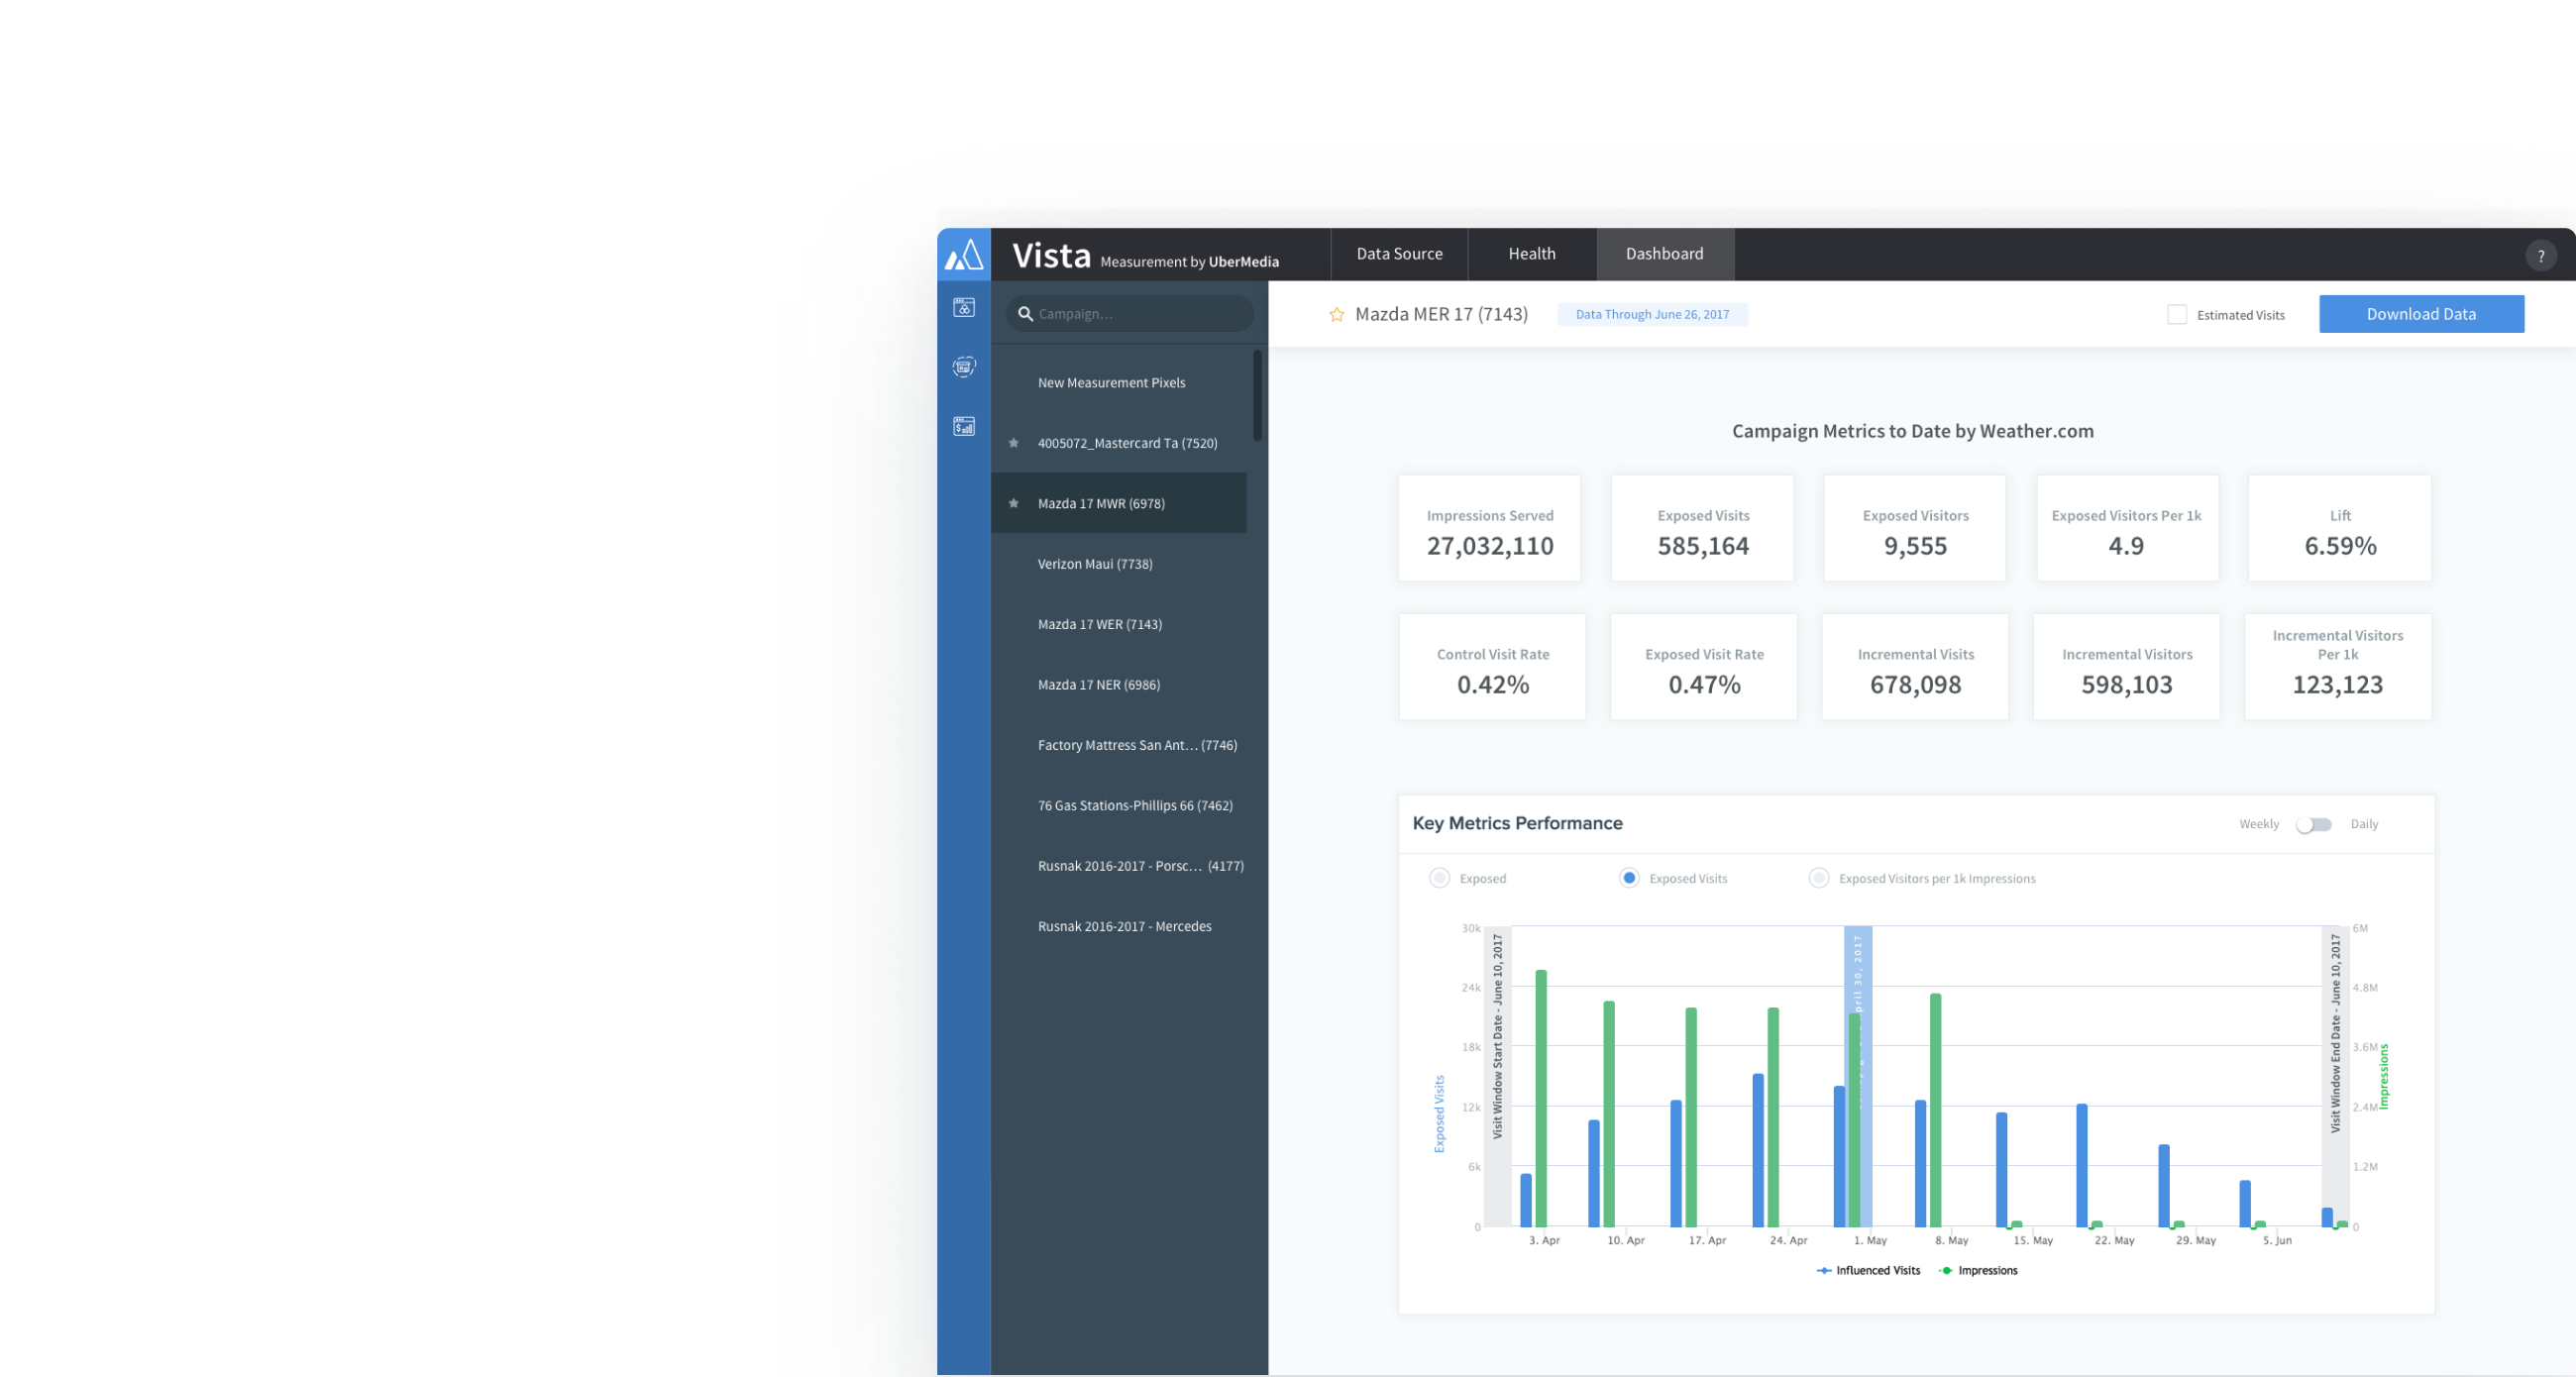 Vista Measurement by UberMedia
Data Source
Health
Dashboard
?
Campaign...
New Measurement Pixels
4005072_Mastercard Ta (7520)
Mazda 17 MWR (6978)
Verizon Maui (7738)
Mazda 17 WER (7143)
Mazda 17 NER (6986)
Factory Mattress San Ant... (7746)
76 Gas Stations-Phillips 66 (7462)
Rusnak 2016-2017 - Porsc... (4177)
Rusnak 2016-2017 - Mercedes
Mazda MER 17 (7143)
Data Through June 26, 2017
Estimated Visits
Download Data
Campaign Metrics to Date by Weather.com
Impressions Served
27,032,110
Exposed Visits
585,164
Exposed Visitors
9,555
Exposed Visitors Per 1k
4.9
Lift
6.59%
Control Visit Rate
0.42%
Exposed Visit Rate
0.47%
Incremental Visits
678,098
Incremental Visitors
598,103
Incremental Visitors
Per 1k
123,123
Key Metrics Performance
Weekly
Daily
Exposed
Exposed Visits
Exposed Visitors per 1k Impressions
Exposed Visits
30k
24k
18k
12k
6k
0
Visit Window Start Date - June 10, 2017
April 30, 2017
Visit Window End Date - June 10, 2017
6M
4.8M
3.6M
2.4M
1.2M
0
Impressions
3. Apr
10. Apr
17. Apr
24. Apr
1. May
8. May
15. May
22. May
29. May
5. Jun
Influenced Visits
Impressions